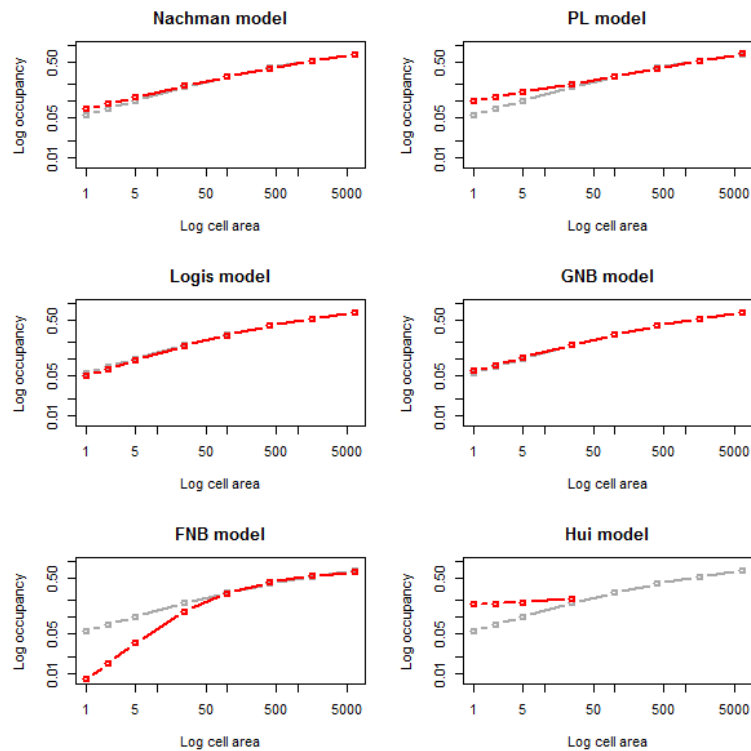 Nachman model
Log occupancy
0.01 0.05 0.50
1 5 50 500 5000
Log cell area
PL model
Log occupancy
0.01 0.05 0.50
1 5 50 500 5000
Log cell area
Logis model
Log occupancy
0.01 0.05 0.50
1 5 50 500 5000
Log cell area
GNB model
Log occupancy
0.01 0.05 0.50
1 5 50 500 5000
Log cell area
FNB model
Log occupancy
0.01 0.05 0.50
1 5 50 500 5000
Log cell area
Hui model
Log occupancy
0.01 0.05 0.50
1 5 50 500 5000
Log cell area